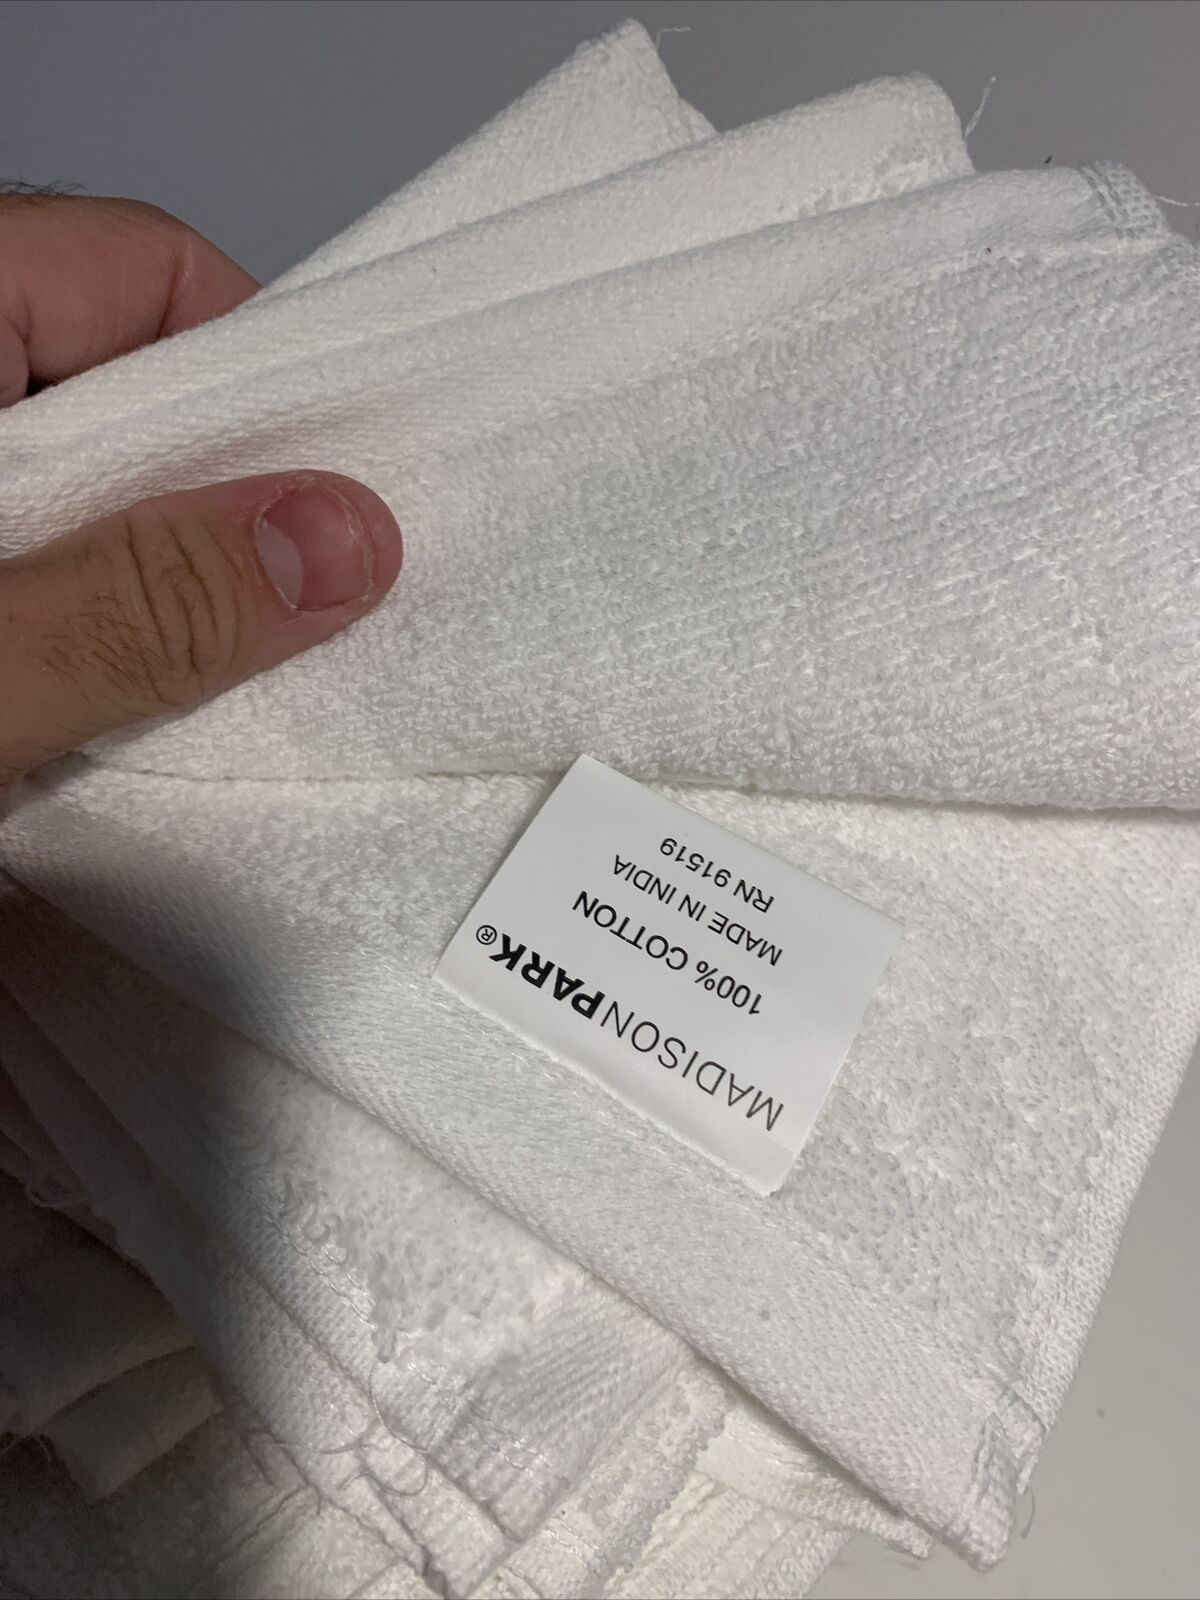 MADISONPARK®
100% COTTON
MADE IN INDIA
RN 91519